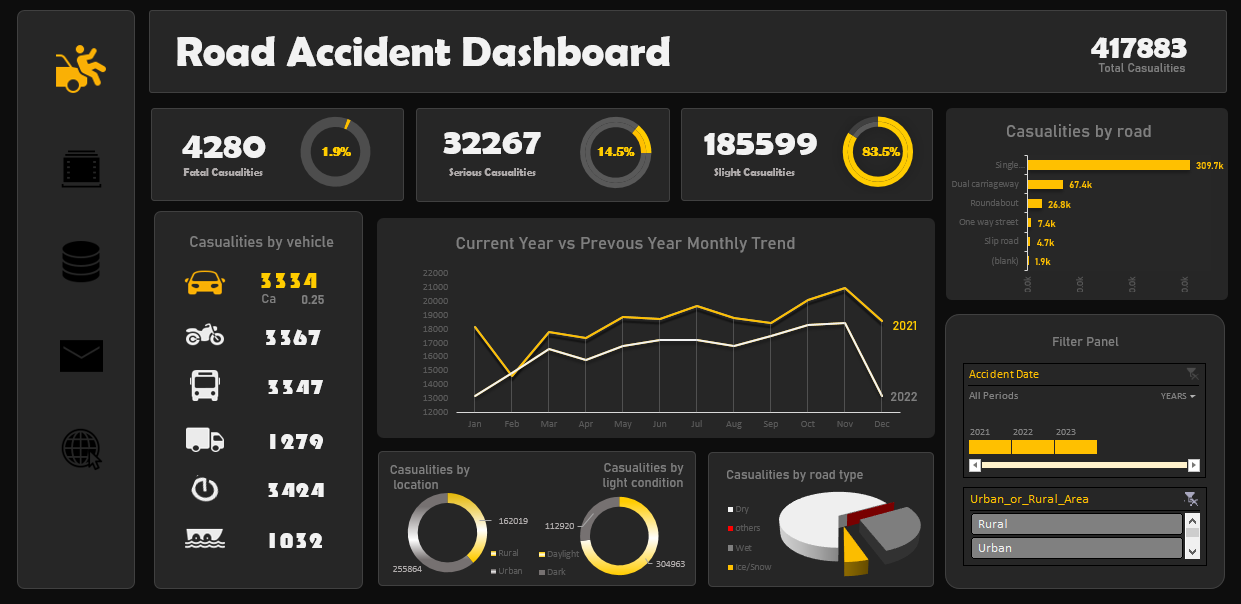 Road Accident Dashboard
417883
Total Casualities
4280
Fatal Casualities
1.9%
32267
Serious Casualities
14.5%
185599
Slight Casualities
83.5%
Casualities by road
Single...
309.7k
Dual carriageway
67.4k
Roundabout
26.8k
One way street
7.4k
Slip road
4.7k
(blank)
1.9k
0.0k
0.0k
0.0k
0.0k
Casualities by vehicle
3334
Ca 0.25
3367
3347
1279
3424
1032
Current Year vs Prevous Year Monthly Trend
22000
21000
20000
19000
18000
17000
16000
15000
14000
13000
12000
2021
2022
Jan Feb Mar Apr May Jun Jul Aug Sep Oct Nov Dec
Casualities by
location
162019
255864
Rural
Urban
Casualities by
light condition
112920
304963
Daylight
Dark
Casualities by road type
Dry
others
Wet
Ice/Snow
Filter Panel
Accident Date
All Periods YEARS
2021 2022 2023
Urban_or_Rural_Area
Rural
Urban